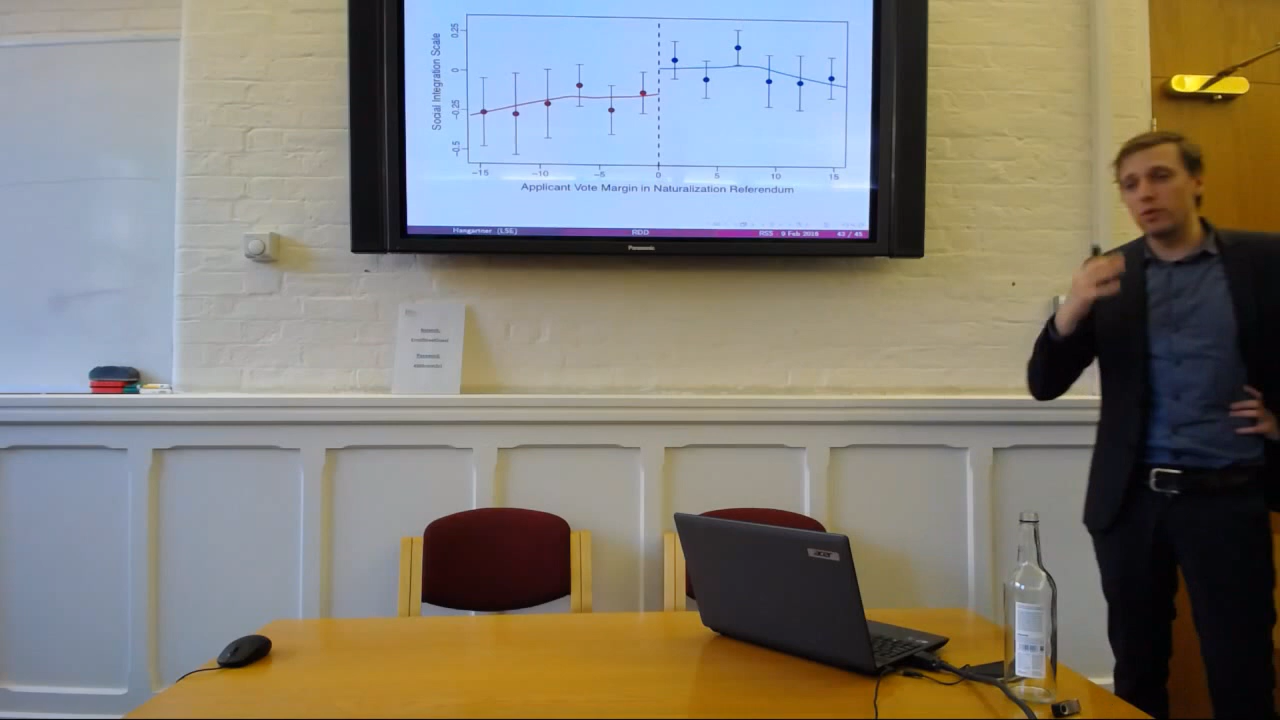 Social Integration Scale
0.25
0
−0.25
−0.5
−15 −10 −5 0 5 10 15
Applicant Vote Margin in Naturalization Referendum
Hangartner (LSE) RDD RSS 9 Feb 2016 43 / 45
Panasonic
acer